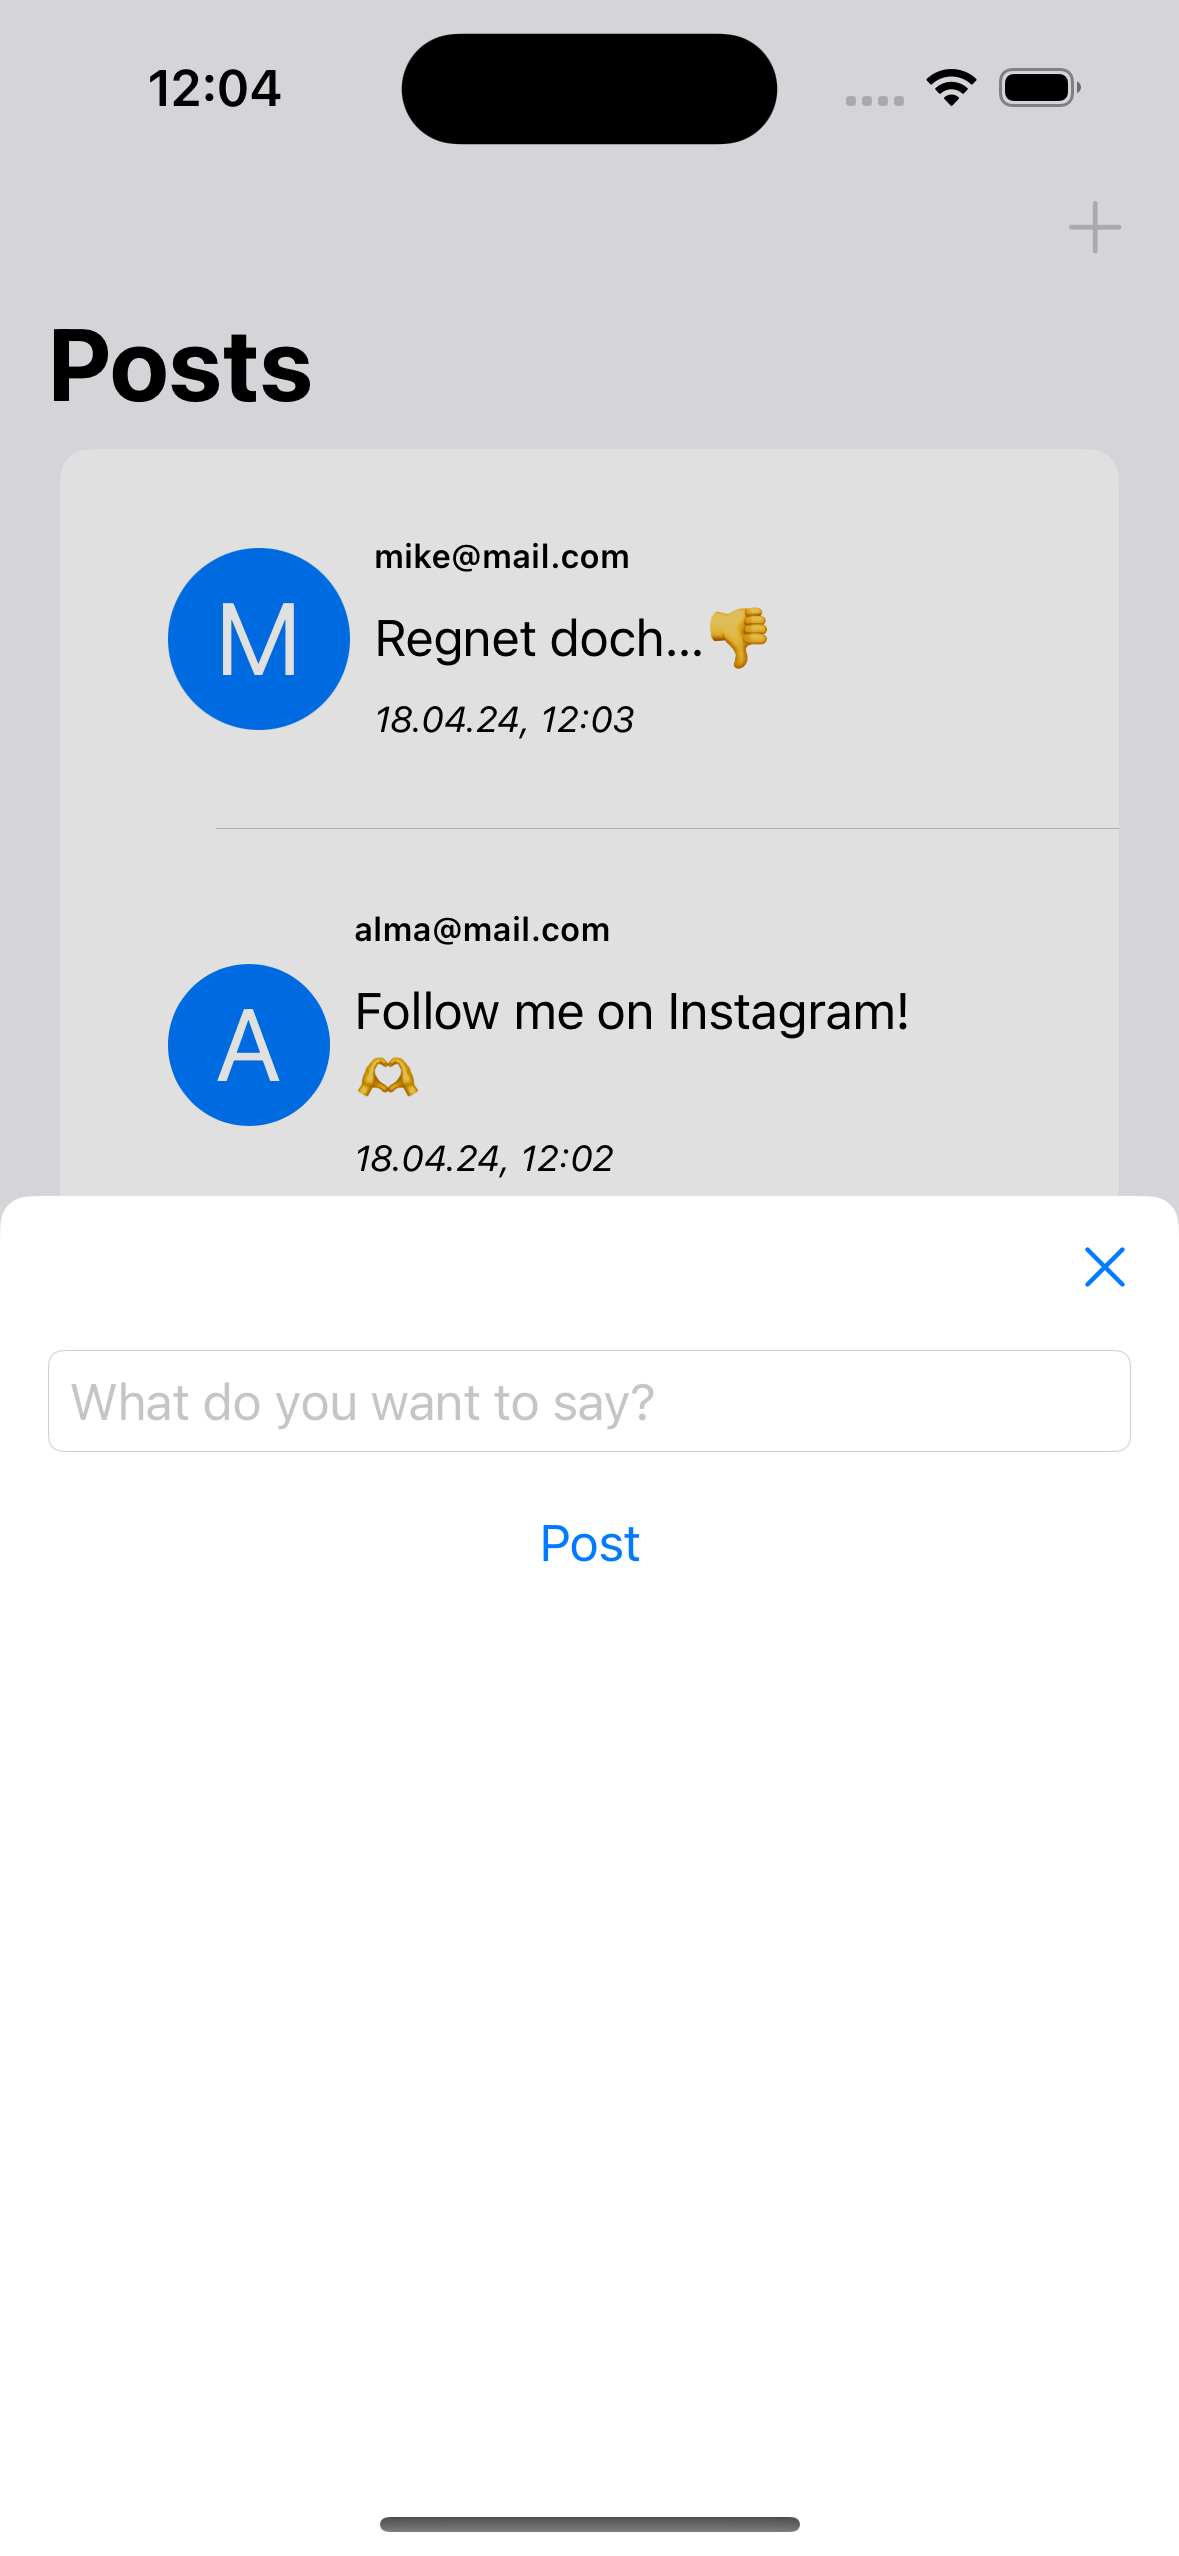 12:04
Posts
M
mike@mail.com
Regnet doch...👎
18.04.24, 12:03
A
alma@mail.com
Follow me on Instagram!
🫶
18.04.24, 12:02
What do you want to say?
Post